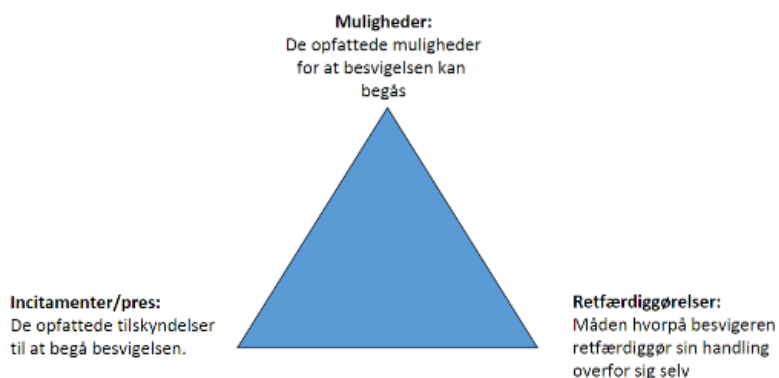 Muligheder:
De opfattede muligheder
for at besvigelsen kan
begås
Incitamenter/pres:
De opfattede tilskyndelser
til at begå besvigelsen.
Retfærdiggørelser:
Måden hvorpå besvigeren
retfærdiggør sin handling
overfor sig selv